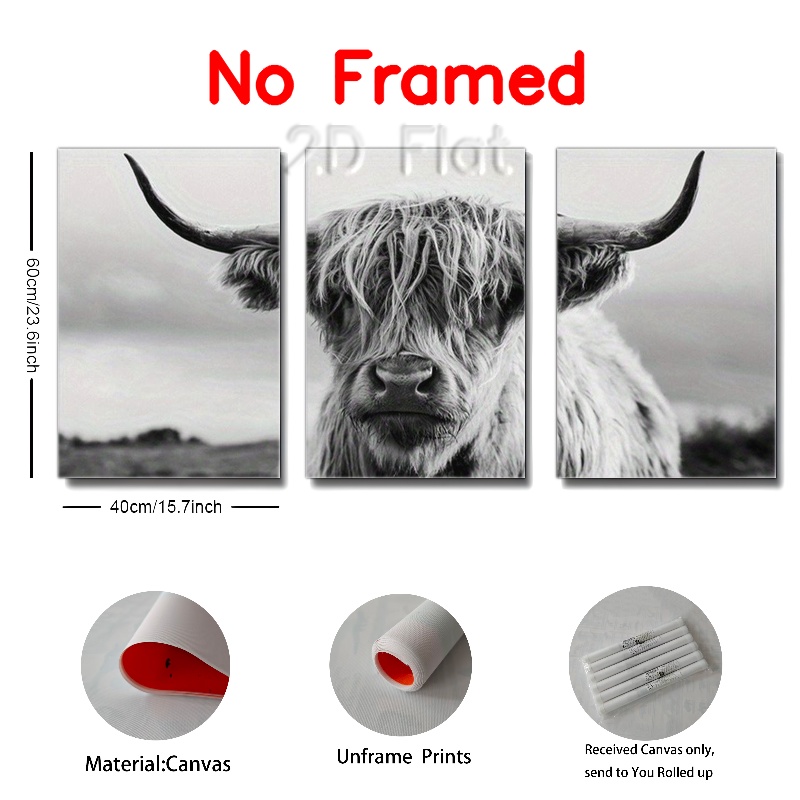 No Framed
2.D Flat.
60cm/23.6inch
40cm/15.7inch
Material:Canvas
Unframe Prints
Received Canvas only,
send to You Rolled up